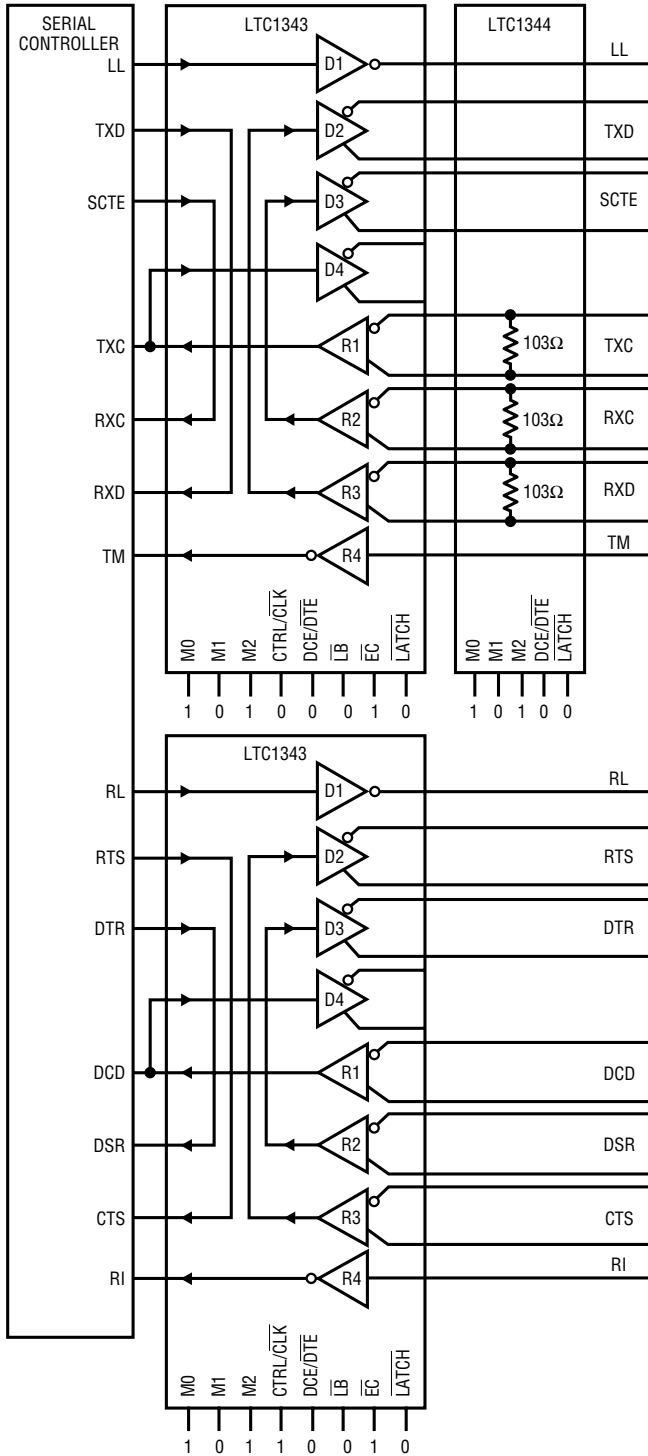 SERIAL
CONTROLLER
LTC1343
LTC1344
LL
D1
LL
TXD
D2
TXD
SCTE
D3
SCTE
D4
TXC
R1
103Ω
TXC
RXC
R2
103Ω
RXC
RXD
R3
103Ω
RXD
TM
R4
TM
M0
M1
M2
CTRL/CLK
DCE/DTE
LB
EC
LATCH
M0
M1
M2
DCE/DTE
LATCH
1 0 1 0 0 0 1 0
1 0 1 0 0
LTC1343
RL
D1
RL
RTS
D2
RTS
DTR
D3
DTR
D4
DCD
R1
DCD
DSR
R2
DSR
CTS
R3
CTS
RI
R4
RI
M0
M1
M2
CTRL/CLK
DCE/DTE
LB
EC
LATCH
1 0 1 1 0 0 1 0